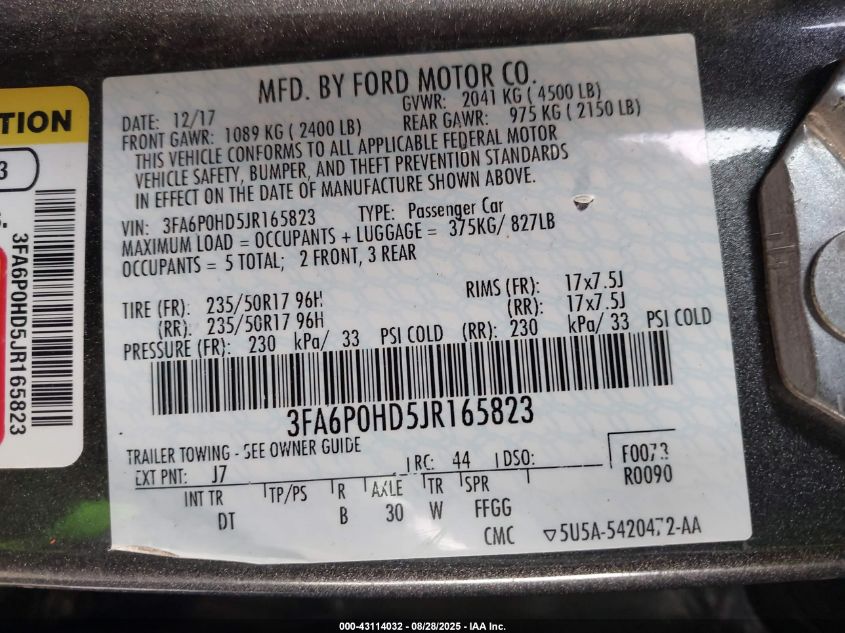 TION
3
3FA6P0HD5JR165823
MFD. BY FORD MOTOR CO.
DATE: 12/17 GVWR: 2041 KG ( 4500 LB)
FRONT GAWR: 1089 KG ( 2400 LB) REAR GAWR: 975 KG ( 2150 LB)
THIS VEHICLE CONFORMS TO ALL APPLICABLE FEDERAL MOTOR
VEHICLE SAFETY, BUMPER, AND THEFT PREVENTION STANDARDS
IN EFFECT ON THE DATE OF MANUFACTURE SHOWN ABOVE.
VIN: 3FA6P0HD5JR165823 TYPE: Passenger Car
MAXIMUM LOAD = OCCUPANTS + LUGGAGE = 375KG/ 827LB
OCCUPANTS = 5 TOTAL; 2 FRONT, 3 REAR
TIRE (FR): 235/50R17 96H RIMS (FR): 17x7.5J
(RR): 235/50R17 96H (RR): 17x7.5J
PRESSURE (FR): 230 kPa/ 33 PSI COLD (RR): 230 kPa/ 33 PSI COLD
3FA6P0HD5JR165823
TRAILER TOWING - SEE OWNER GUIDE
EXT PNT: J7 RC: 44 DSO: F0073
R0090
INT TR TP/PS R AXLE TR SPR
DT B 30 W FFGG
CMC ▽5U5A-5420472-AA
000-43114032 - 08/28/2025 - IAA Inc.